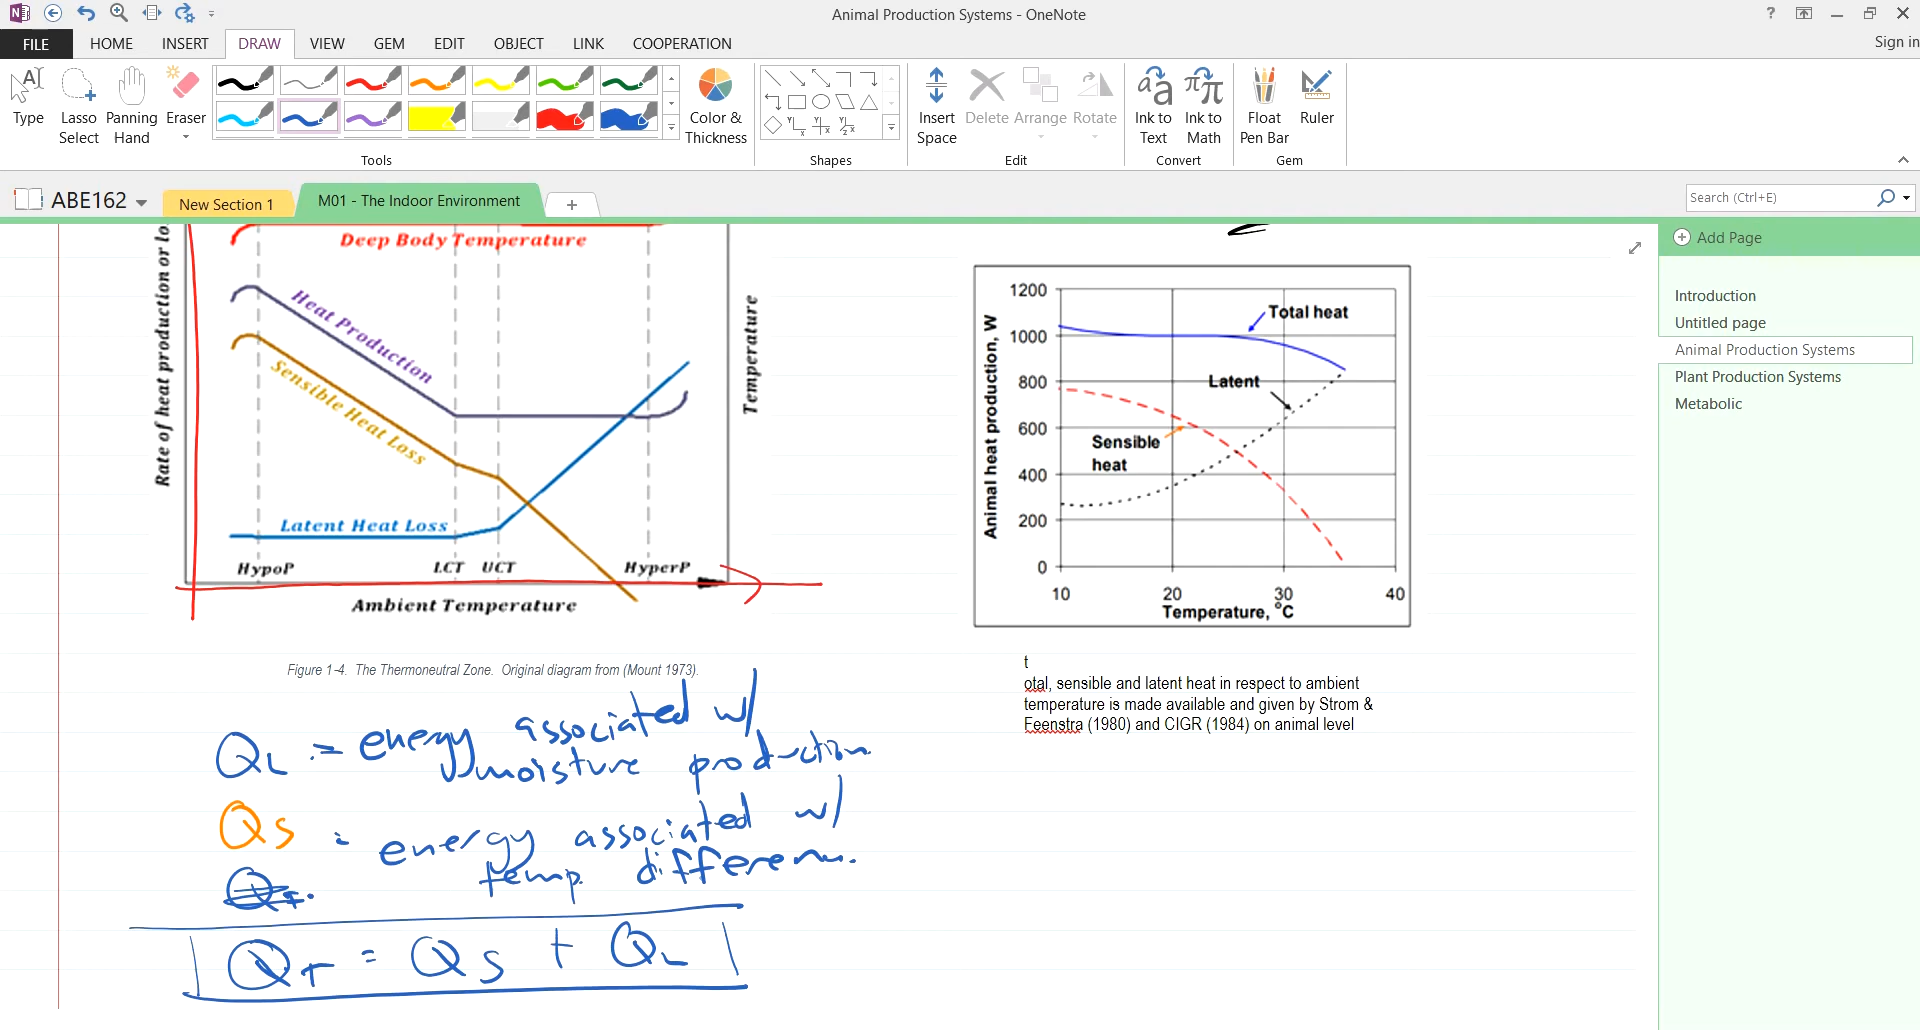 Animal Production Systems - OneNote
?
Sign in
FILE
HOME
INSERT
DRAW
VIEW
GEM
EDIT
OBJECT
LINK
COOPERATION
Type
Lasso
Select
Panning
Hand
Eraser
Color &
Thickness
Insert
Space
Delete
Arrange
Rotate
Ink to
Text
Ink to
Math
Float
Pen Bar
Ruler
Tools
Shapes
Edit
Convert
Gem
ABE162
New Section 1
M01 - The Indoor Environment
+
Search (Ctrl+E)
Add Page
Introduction
Untitled page
Animal Production Systems
Plant Production Systems
Metabolic
Rate of heat production or lo
Deep Body Temperature
Heat Production
Sensible Heat Loss
Latent Heat Loss
HypoP
LCT
UCT
HyperP
Ambient Temperature
Temperature
Figure 1-4. The Thermoneutral Zone. Original diagram from (Mount 1973).
Animal heat production, W
1200
1000
800
600
400
200
0
10
20
30
40
Temperature, °C
Total heat
Latent
Sensible
heat
t
otal, sensible and latent heat in respect to ambient
temperature is made available and given by Strom &
Feenstra (1980) and CIGR (1984) on animal level
QL := energy associated w/
moisture production
QS : energy associated w/
temp. difference.
QT = QS + QL